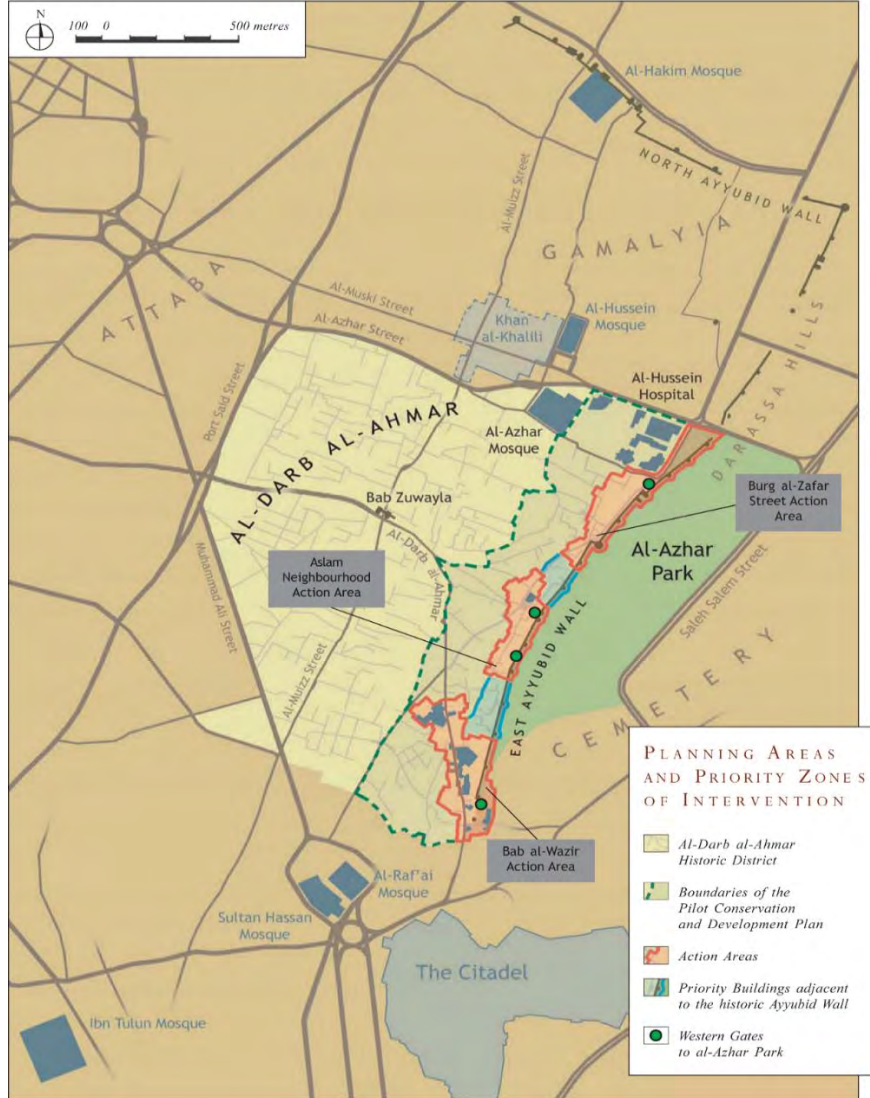 N
100 0 500 metres
Al-Hakim Mosque
NORTH AYYUBID WALL
Al-Muizz Street
GAMALYIA
ATTABA
Al-Muski Street
Al-Azhar Street
Khan
al-Khalili
Al-Hussein
Mosque
DARASSA HILLS
Port Said Street
Al-Hussein
Hospital
AL-DARB AL-AHMAR
Al-Azhar
Mosque
Burg al-Zafar
Street Action
Area
Bab Zuwayla
Al-Darb al-Ahmar
Al-Azhar
Park
Aslam
Neighbourhood
Action Area
Muhammad Ali Street
Saleh Salem Street
EAST AYYUBID WALL
CEMETERY
Al-Muizz Street
Bab al-Wazir
Action Area
Al-Raf'ai
Mosque
Sultan Hassan
Mosque
The Citadel
Ibn Tulun Mosque
PLANNING AREAS
AND PRIORITY ZONES
OF INTERVENTION
Al-Darb al-Ahmar
Historic District
Boundaries of the
Pilot Conservation
and Development Plan
Action Areas
Priority Buildings adjacent
to the historic Ayyubid Wall
Western Gates
to al-Azhar Park